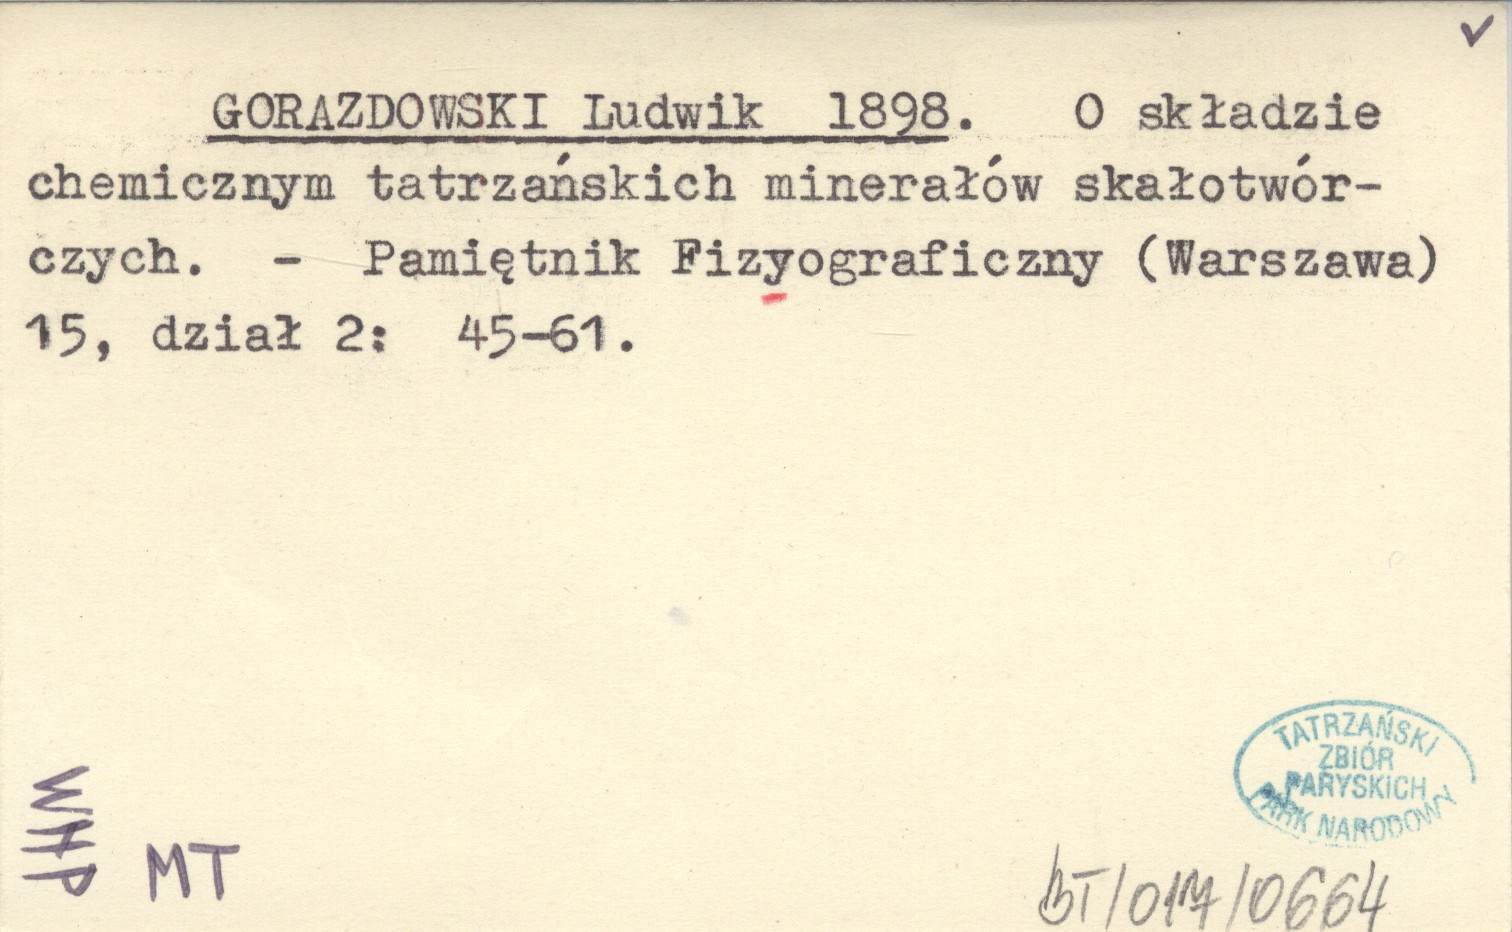 GORAZDOWSKI Ludwik 1898. O składzie
chemicznym tatrzańskich minerałów skałotwór-
czych. - Pamiętnik Fizyograficzny (Warszawa)
15, dział 2: 45-61.
TATRZAŃSKI
ZBIÓR
PARYSKICH
PARK NARODOWY
WHP
MT
BT/017/0664